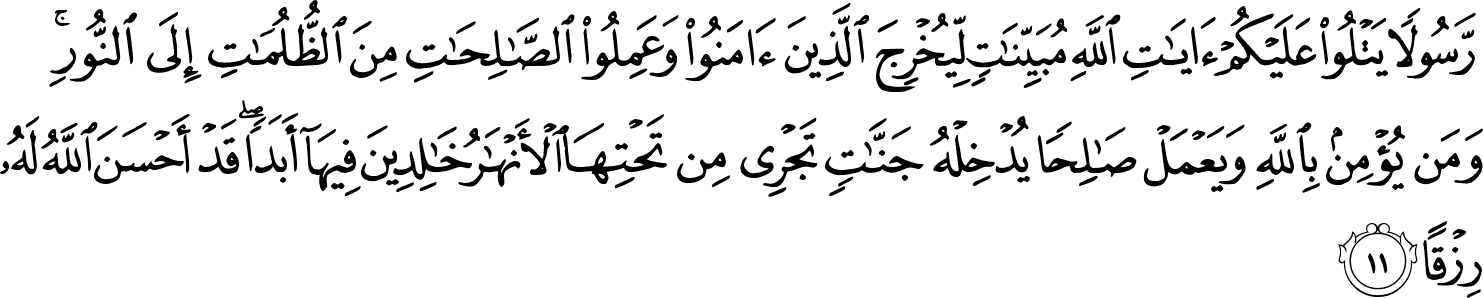 رَّسُولًا يَتْلُوا۟ عَلَيْكُمْ ءَايَـٰتِ ٱللَّهِ مُبَيِّنَـٰتٍ لِّيُخْرِجَ ٱلَّذِينَ ءَامَنُوا۟ وَعَمِلُوا۟ ٱلصَّـٰلِحَـٰتِ مِنَ ٱلظُّلُمَـٰتِ إِلَى ٱلنُّورِ ۚ
وَمَن يُؤْمِنۢ بِٱللَّهِ وَيَعْمَلْ صَـٰلِحًا يُدْخِلْهُ جَنَّـٰتٍ تَجْرِى مِن تَحْتِهَا ٱلْأَنْهَـٰرُ خَـٰلِدِينَ فِيهَآ أَبَدًا ۖ قَدْ أَحْسَنَ ٱللَّهُ لَهُۥ
رِزْقًا ١١